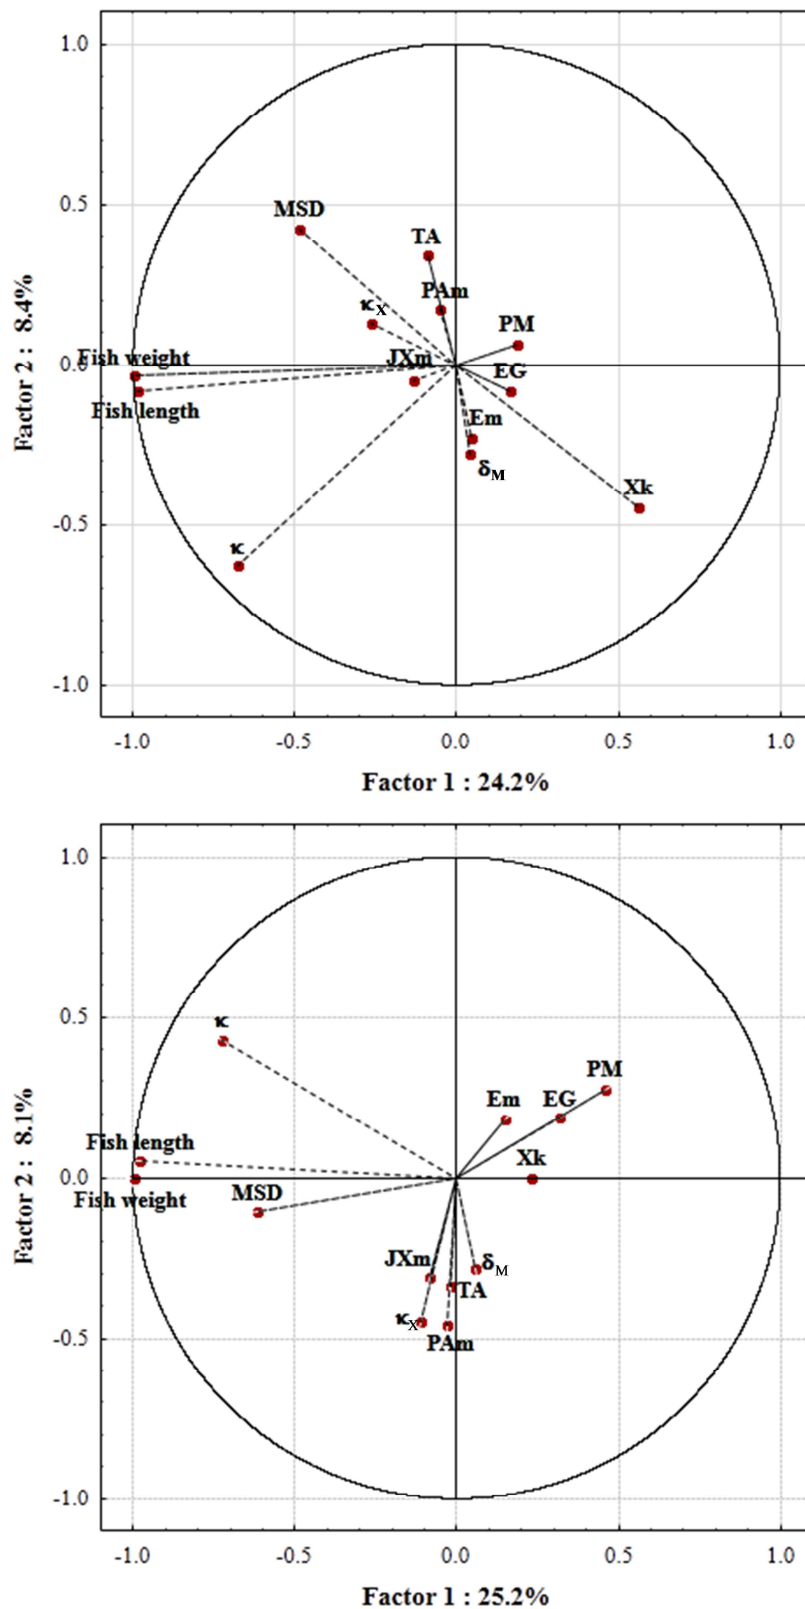 1.0
0.5
0.0
-0.5
-1.0
Factor 2 : 8.4%
MSD
TA
κX
PAm
PM
Fish weight
JXm
EG
Fish length
Em
δM
Xk
κ
-1.0 -0.5 0.0 0.5 1.0
Factor 1 : 24.2%
1.0
0.5
0.0
-0.5
-1.0
Factor 2 : 8.1%
κ
PM
Em
EG
Fish length
Xk
Fish weight
MSD
JXm
δM
TA
κX
PAm
-1.0 -0.5 0.0 0.5 1.0
Factor 1 : 25.2%